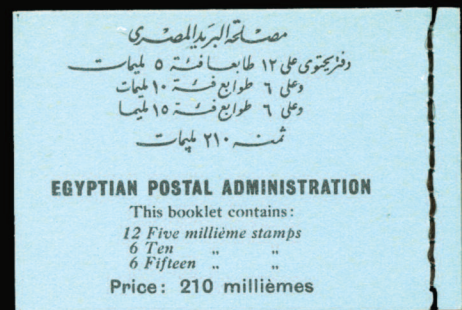 مصلحة البريد المصرى
دفتر يحتوى على ١٢ طابعا فئة ٥ مليمات
وعلى ٦ طوابع فئة ١٠ مليمات
وعلى ٦ طوابع فئة ١٥ مليما
ثمنه ٢١٠ مليمات
EGYPTIAN POSTAL ADMINISTRATION
This booklet contains:
12 Five millième stamps
6 Ten „ „
6 Fifteen „ „
Price: 210 millièmes